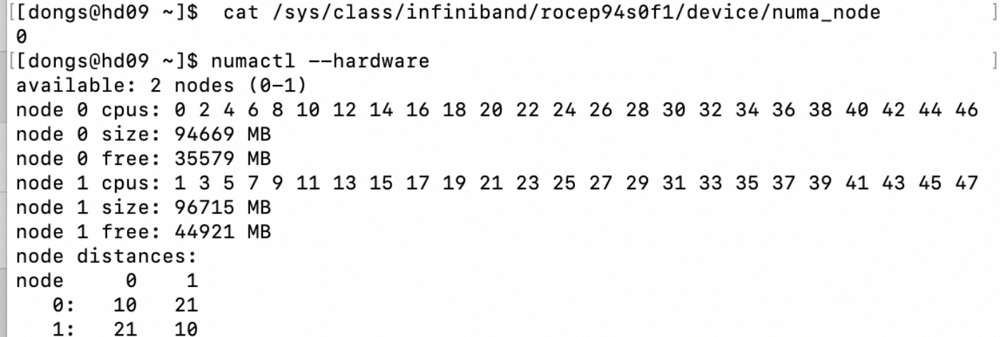 [[dongs@hd09 ~]$  cat /sys/class/infiniband/rocep94s0f1/device/numa_node ]
0
[[dongs@hd09 ~]$ numactl --hardware ]
available: 2 nodes (0-1)
node 0 cpus: 0 2 4 6 8 10 12 14 16 18 20 22 24 26 28 30 32 34 36 38 40 42 44 46
node 0 size: 94669 MB
node 0 free: 35579 MB
node 1 cpus: 1 3 5 7 9 11 13 15 17 19 21 23 25 27 29 31 33 35 37 39 41 43 45 47
node 1 size: 96715 MB
node 1 free: 44921 MB
node distances:
node     0    1
   0:   10   21
   1:   21   10